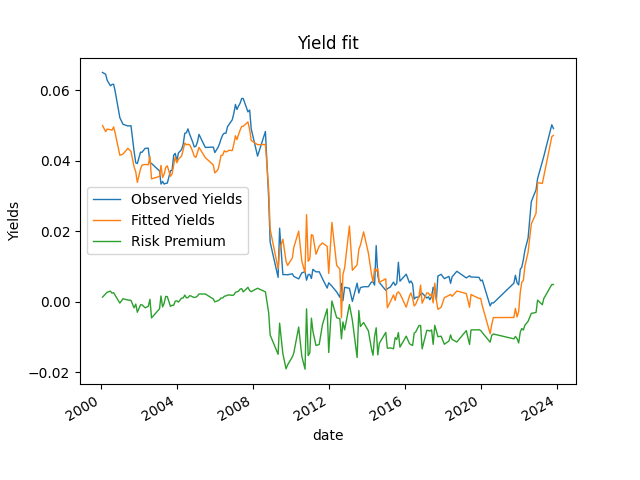 Yield fit
Yields
0.06
0.04
0.02
0.00
−0.02
Observed Yields
Fitted Yields
Risk Premium
2000
2004
2008
2012
2016
2020
2024
date